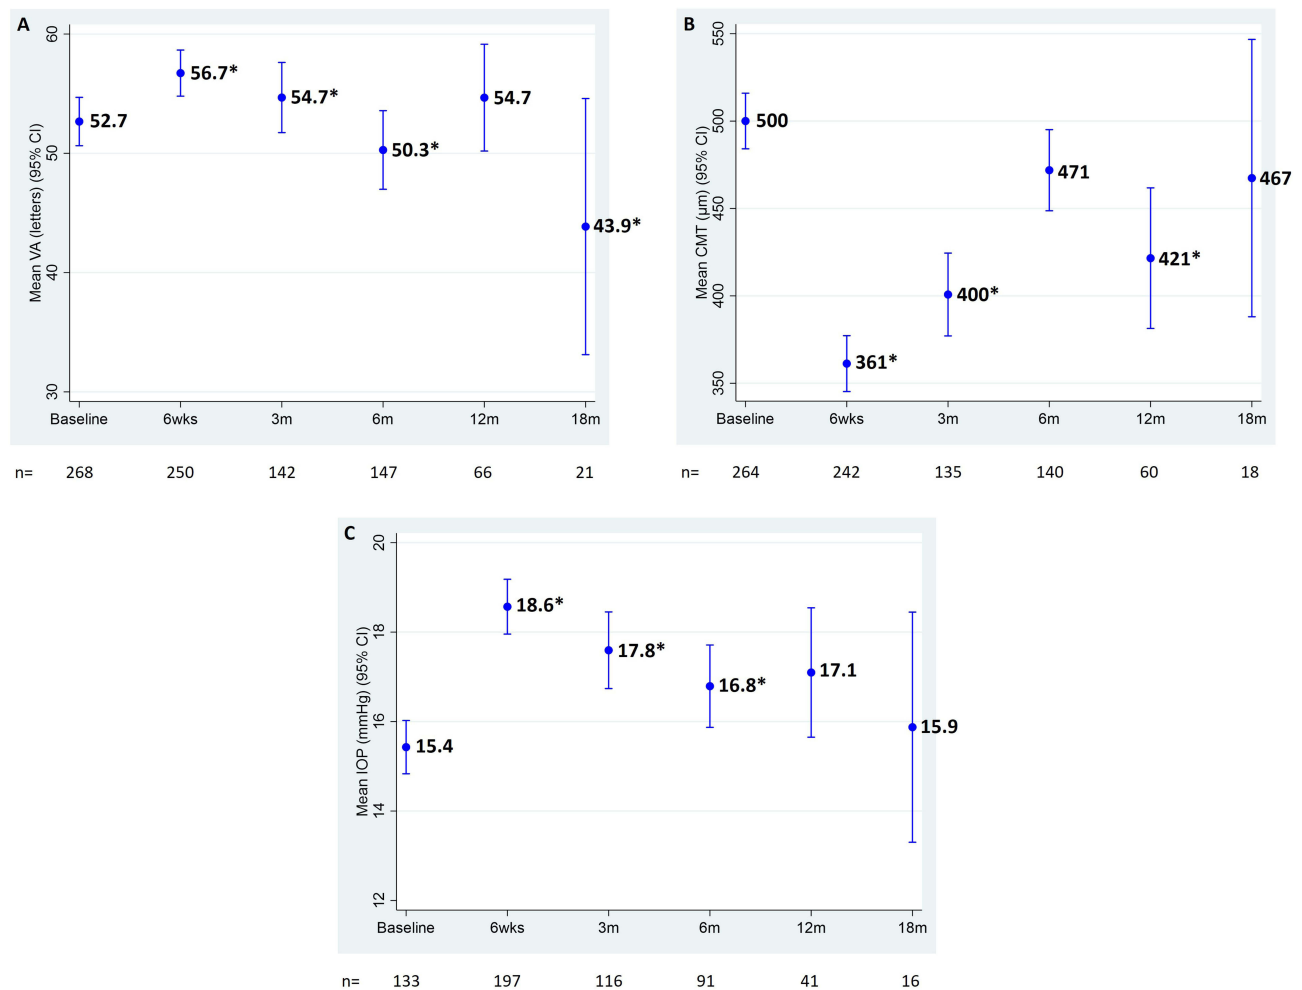 A
Mean VA (letters) (95% CI)
60
50
40
30
52.7
56.7*
54.7*
50.3*
54.7
43.9*
Baseline 6wks 3m 6m 12m 18m
n= 268 250 142 147 66 21
B
Mean CMT (µm) (95% CI)
550
500
450
400
350
500
361*
400*
471
421*
467
Baseline 6wks 3m 6m 12m 18m
n= 264 242 135 140 60 18
C
Mean IOP (mmHg) (95% CI)
20
18
16
14
12
15.4
18.6*
17.8*
16.8*
17.1
15.9
Baseline 6wks 3m 6m 12m 18m
n= 133 197 116 91 41 16